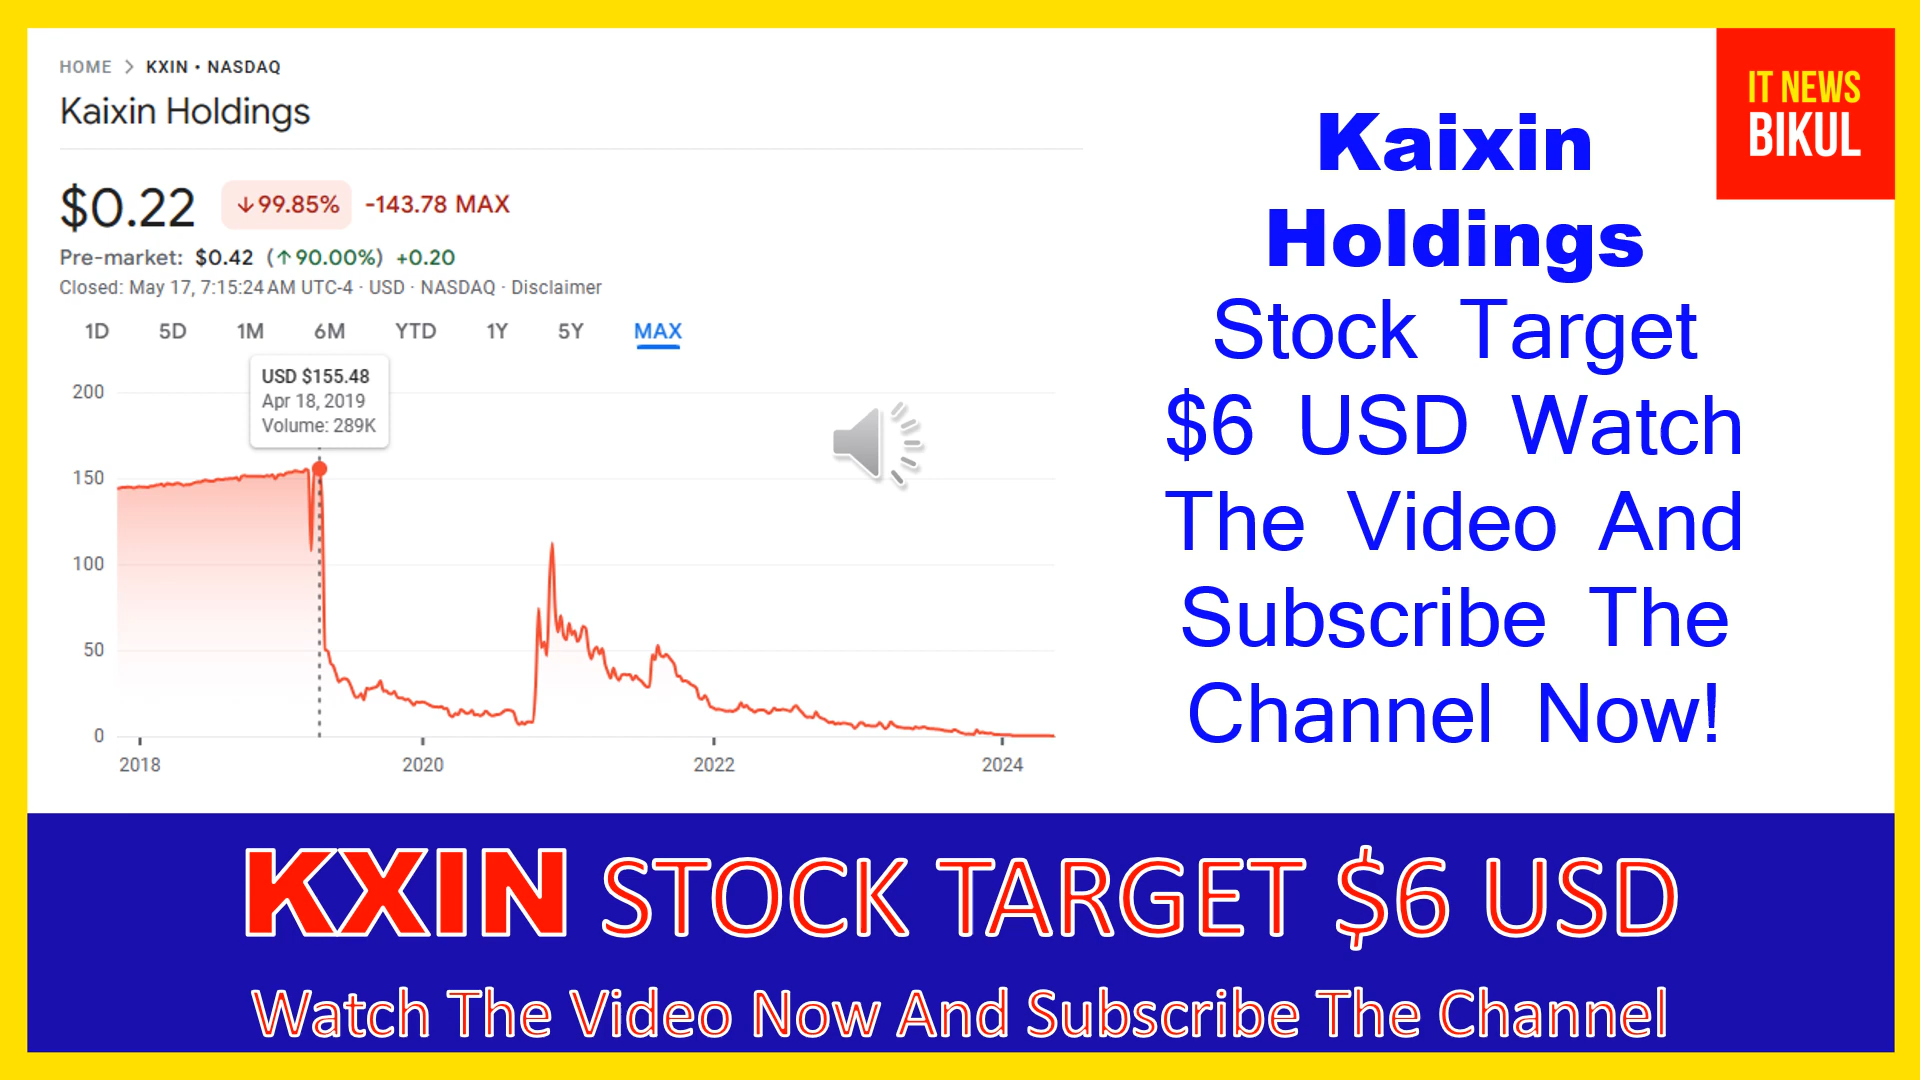 HOME > KXIN • NASDAQ
Kaixin Holdings
$0.22 ↓99.85% -143.78 MAX
Pre-market: $0.42 (↑90.00%) +0.20
Closed: May 17, 7:15:24 AM UTC-4 · USD · NASDAQ · Disclaimer
1D 5D 1M 6M YTD 1Y 5Y MAX
USD $155.48
Apr 18, 2019
Volume: 289K
200
150
100
50
0
2018 2020 2022 2024
IT NEWS
BIKUL
Kaixin
Holdings
Stock Target
$6 USD Watch
The Video And
Subscribe The
Channel Now!
KXIN STOCK TARGET $6 USD
Watch The Video Now And Subscribe The Channel